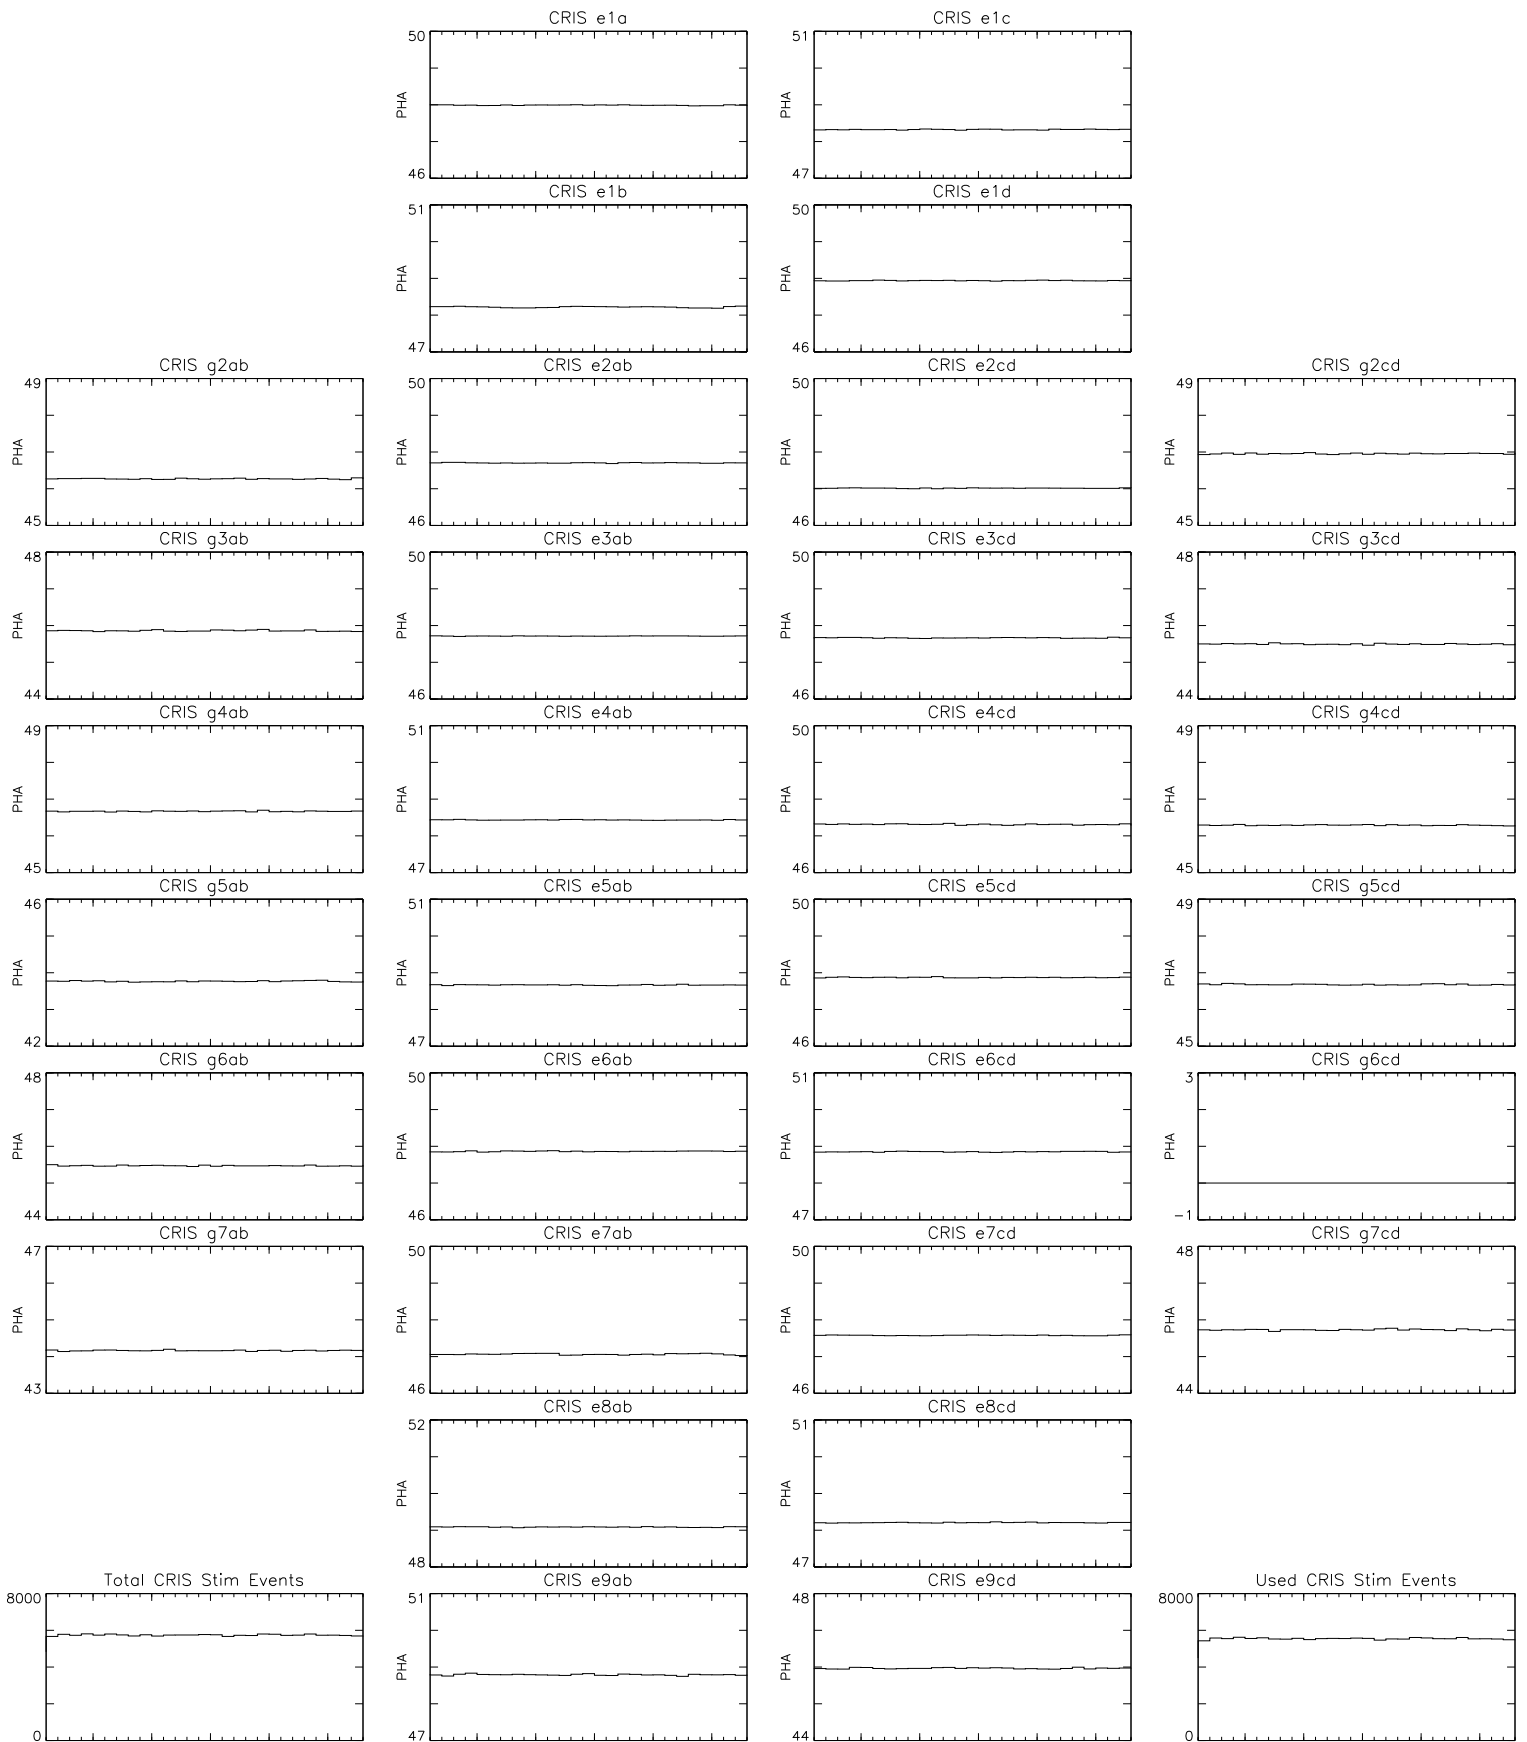 CRIS e1a CRIS e1c
50 51
PHA PHA
46 47
CRIS e1b CRIS e1d
51 50
PHA PHA
47 46
CRIS g2ab CRIS e2ab CRIS e2cd CRIS g2cd
49 50 50 49
PHA PHA PHA PHA
45 46 46 45
CRIS g3ab CRIS e3ab CRIS e3cd CRIS g3cd
48 50 50 48
PHA PHA PHA PHA
44 46 46 44
CRIS g4ab CRIS e4ab CRIS e4cd CRIS g4cd
49 51 50 49
PHA PHA PHA PHA
45 47 46 45
CRIS g5ab CRIS e5ab CRIS e5cd CRIS g5cd
46 51 50 49
PHA PHA PHA PHA
42 47 46 45
CRIS g6ab CRIS e6ab CRIS e6cd CRIS g6cd
48 50 51 3
PHA PHA PHA PHA
44 46 47 -1
CRIS g7ab CRIS e7ab CRIS e7cd CRIS g7cd
47 50 50 48
PHA PHA PHA PHA
43 46 46 44
CRIS e8ab CRIS e8cd
52 51
PHA PHA
48 47
Total CRIS Stim Events CRIS e9ab CRIS e9cd Used CRIS Stim Events
8000 51 48 8000
PHA PHA
0 47 44 0